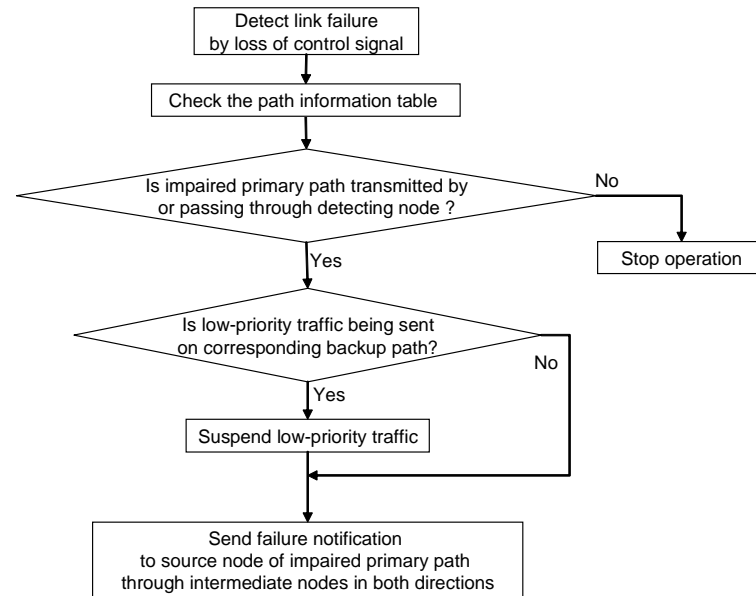 Detect link failure
by loss of control signal
Check the path information table
Is impaired primary path transmitted by
or passing through detecting node ?
No
Stop operation
Yes
Is low-priority traffic being sent
on corresponding backup path?
No
Yes
Suspend low-priority traffic
Send failure notification
to source node of impaired primary path
through intermediate nodes in both directions